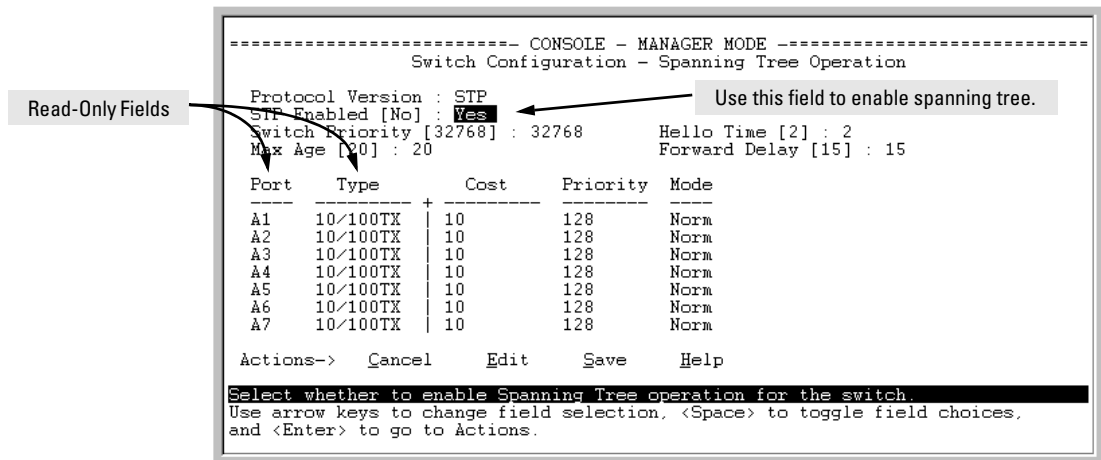 ===========================- CONSOLE - MANAGER MODE -============================
Switch Configuration - Spanning Tree Operation
Protocol Version : STP
STP Enabled [No] : Yes
Use this field to enable spanning tree.
Read-Only Fields
Switch Priority [32768] : 32768 Hello Time [2] : 2
Max Age [20] : 20 Forward Delay [15] : 15
Port Type Cost Priority Mode
---- --------- + --------- -------- ----
A1 10/100TX | 10 128 Norm
A2 10/100TX | 10 128 Norm
A3 10/100TX | 10 128 Norm
A4 10/100TX | 10 128 Norm
A5 10/100TX | 10 128 Norm
A6 10/100TX | 10 128 Norm
A7 10/100TX | 10 128 Norm
Actions-> Cancel Edit Save Help
Select whether to enable Spanning Tree operation for the switch.
Use arrow keys to change field selection, <Space> to toggle field choices,
and <Enter> to go to Actions.